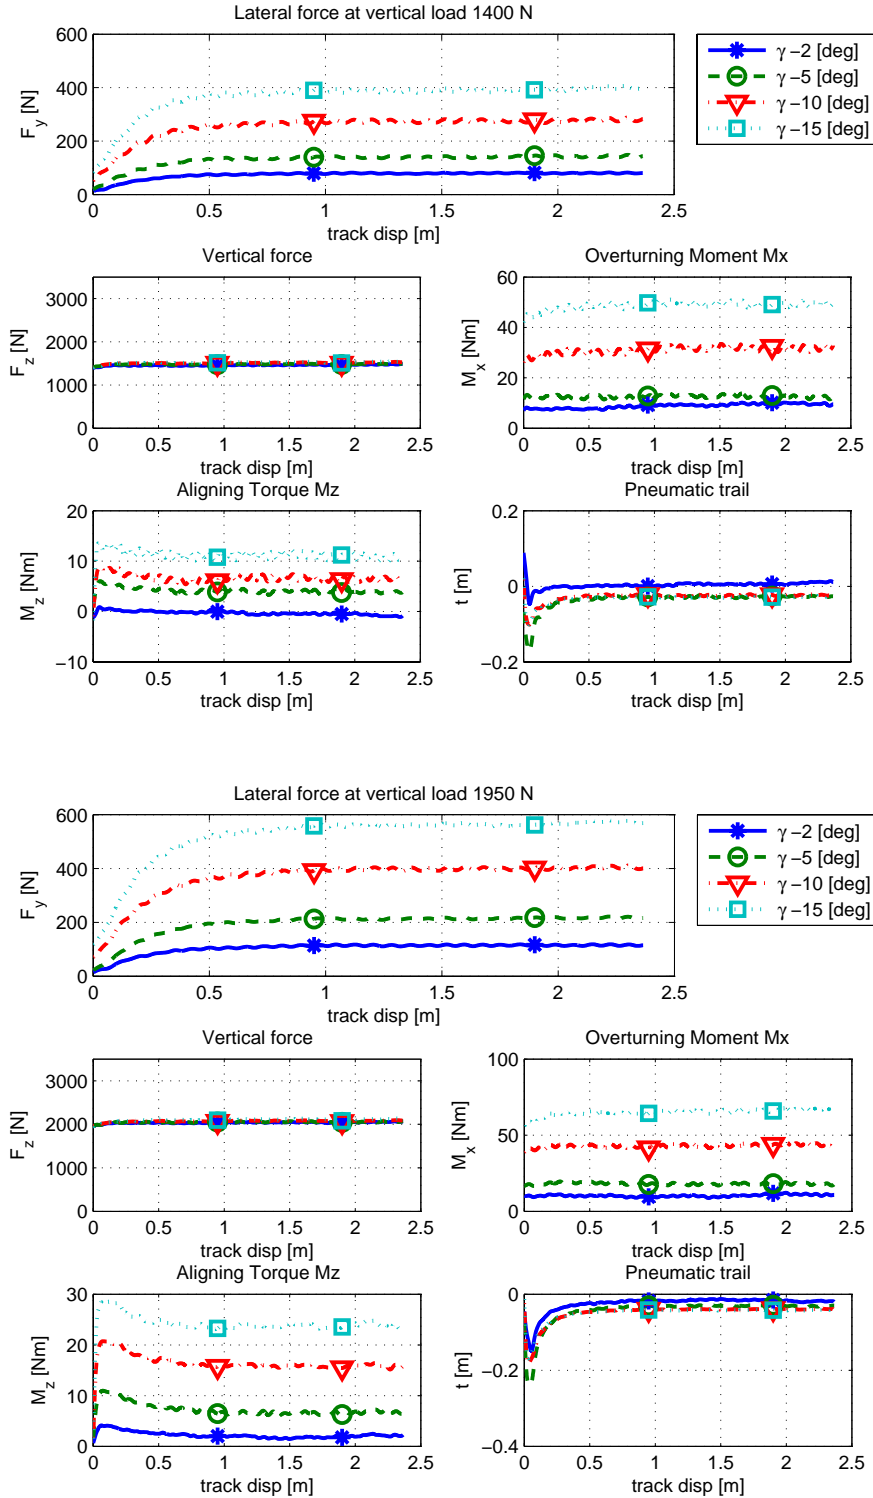 Lateral force at vertical load 1400 N
600
400
200
0
F_y [N]
0 0.5 1 1.5 2 2.5
track disp [m]
γ −2 [deg]
γ −5 [deg]
γ −10 [deg]
γ −15 [deg]
Vertical force
3000
2000
1000
0
F_z [N]
0 0.5 1 1.5 2 2.5
track disp [m]
Overturning Moment Mx
60
40
20
0
M_x [Nm]
0 0.5 1 1.5 2 2.5
track disp [m]
Aligning Torque Mz
20
10
0
−10
M_z [Nm]
0 0.5 1 1.5 2 2.5
track disp [m]
Pneumatic trail
0.2
0
−0.2
t [m]
0 0.5 1 1.5 2 2.5
track disp [m]
Lateral force at vertical load 1950 N
600
400
200
0
F_y [N]
0 0.5 1 1.5 2 2.5
track disp [m]
γ −2 [deg]
γ −5 [deg]
γ −10 [deg]
γ −15 [deg]
Vertical force
3000
2000
1000
0
F_z [N]
0 0.5 1 1.5 2 2.5
track disp [m]
Overturning Moment Mx
100
50
0
M_x [Nm]
0 0.5 1 1.5 2 2.5
track disp [m]
Aligning Torque Mz
30
20
10
0
M_z [Nm]
0 0.5 1 1.5 2 2.5
track disp [m]
Pneumatic trail
0
−0.2
−0.4
t [m]
0 0.5 1 1.5 2 2.5
track disp [m]